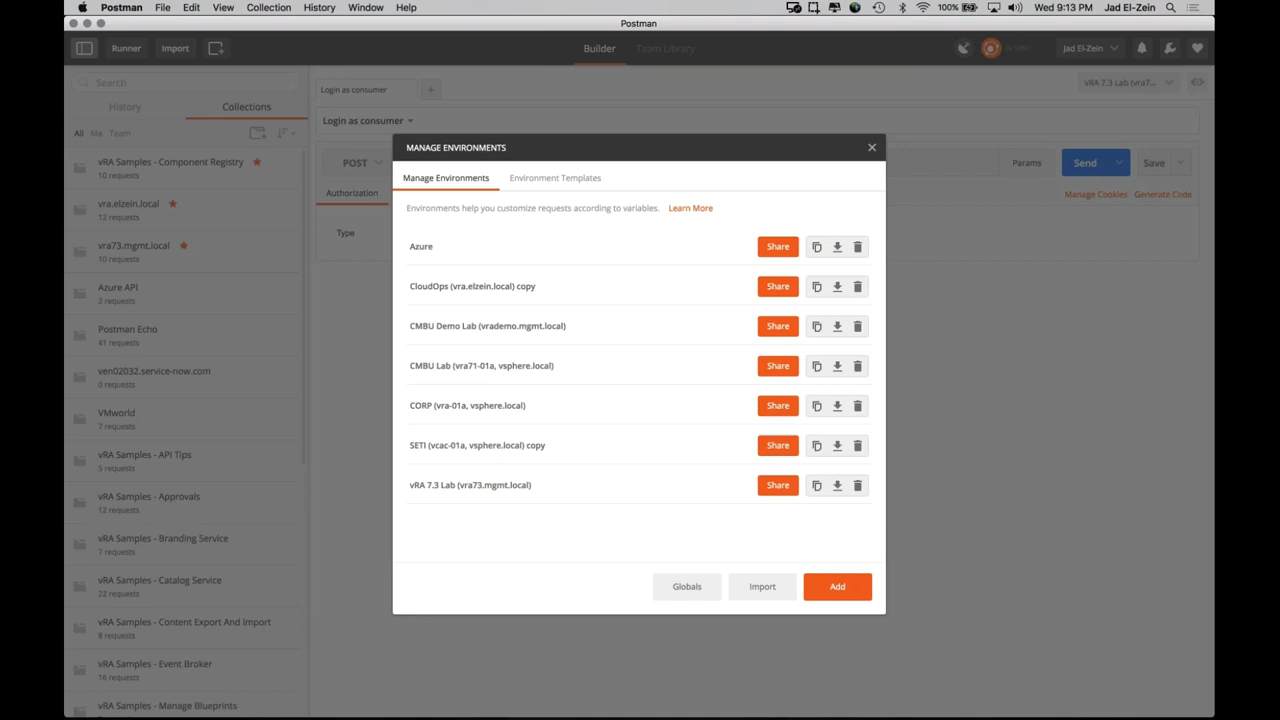 Postman File Edit View Collection History Window Help 100% Wed 9:13 PM Jad El-Zein
Postman
Runner Import Builder Team Library IN SYNC Jad El-Zein
Search
History Collections
All Me Team
vRA Samples - Component Registry
10 requests
vra.elzein.local
12 requests
vra73.mgmt.local
10 requests
Azure API
2 requests
Postman Echo
41 requests
ven02032.service-now.com
0 requests
VMworld
7 requests
vRA Samples - API Tips
5 requests
vRA Samples - Approvals
12 requests
vRA Samples - Branding Service
7 requests
vRA Samples - Catalog Service
22 requests
vRA Samples - Content Export And Import
8 requests
vRA Samples - Event Broker
16 requests
vRA Samples - Manage Blueprints
Login as consumer + vRA 7.3 Lab (vra7...
Login as consumer
POST Params Send Save
Authorization Manage Cookies Generate Code
Type
MANAGE ENVIRONMENTS
Manage Environments Environment Templates
Environments help you customize requests according to variables. Learn More
Azure Share
CloudOps (vra.elzein.local) copy Share
CMBU Demo Lab (vrademo.mgmt.local) Share
CMBU Lab (vra71-01a, vsphere.local) Share
CORP (vra-01a, vsphere.local) Share
SETI (vcac-01a, vsphere.local) copy Share
vRA 7.3 Lab (vra73.mgmt.local) Share
Globals Import Add